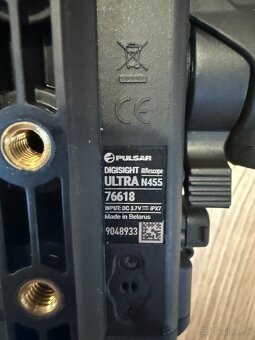 CE
PULSAR
DIGISIGHT Riflescope
ULTRA N455
76618
INPUT: DC 3.7V ⎓ IPX7
Made in Belarus
9048933